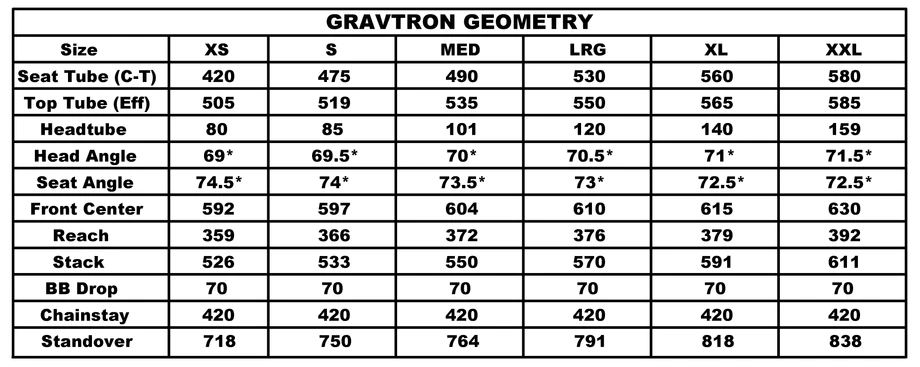 GRAVTRON GEOMETRY
Size XS S MED LRG XL XXL
Seat Tube (C-T) 420 475 490 530 560 580
Top Tube (Eff) 505 519 535 550 565 585
Headtube 80 85 101 120 140 159
Head Angle 69* 69.5* 70* 70.5* 71* 71.5*
Seat Angle 74.5* 74* 73.5* 73* 72.5* 72.5*
Front Center 592 597 604 610 615 630
Reach 359 366 372 376 379 392
Stack 526 533 550 570 591 611
BB Drop 70 70 70 70 70 70
Chainstay 420 420 420 420 420 420
Standover 718 750 764 791 818 838